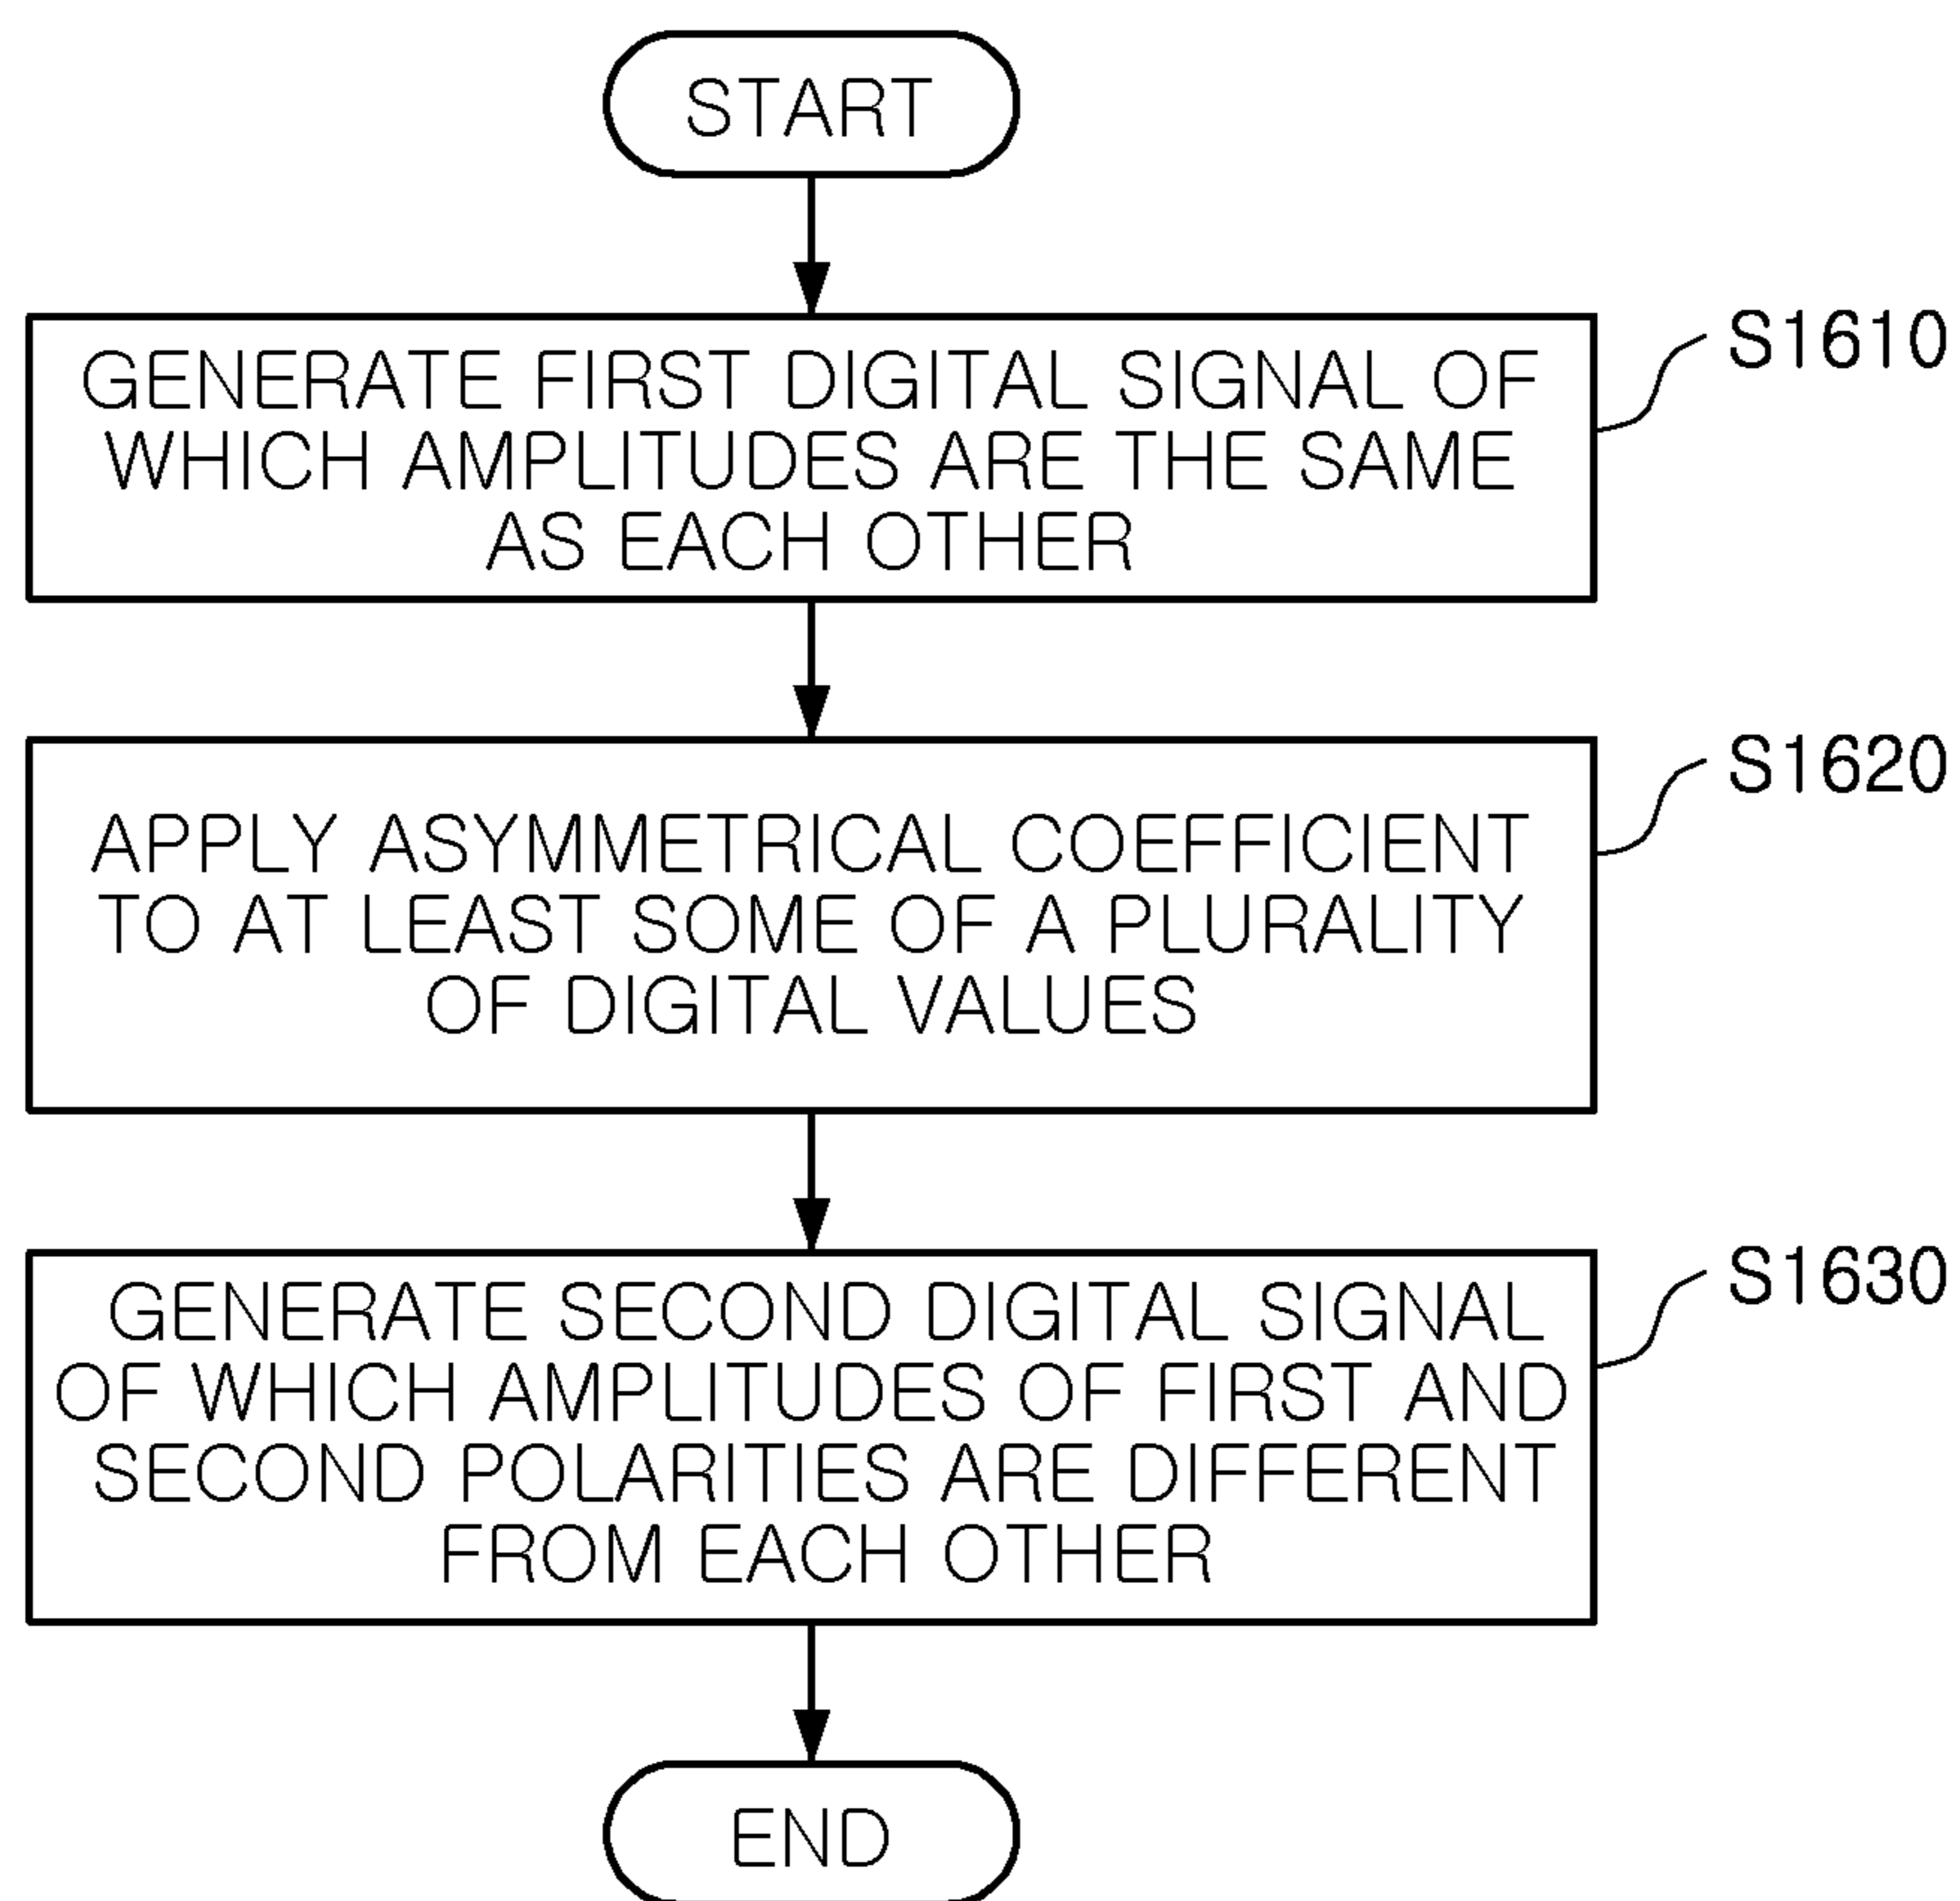 START
GENERATE FIRST DIGITAL SIGNAL OF
WHICH AMPLITUDES ARE THE SAME
AS EACH OTHER
S1610
APPLY ASYMMETRICAL COEFFICIENT
TO AT LEAST SOME OF A PLURALITY
OF DIGITAL VALUES
S1620
GENERATE SECOND DIGITAL SIGNAL
OF WHICH AMPLITUDES OF FIRST AND
SECOND POLARITIES ARE DIFFERENT
FROM EACH OTHER
S1630
END